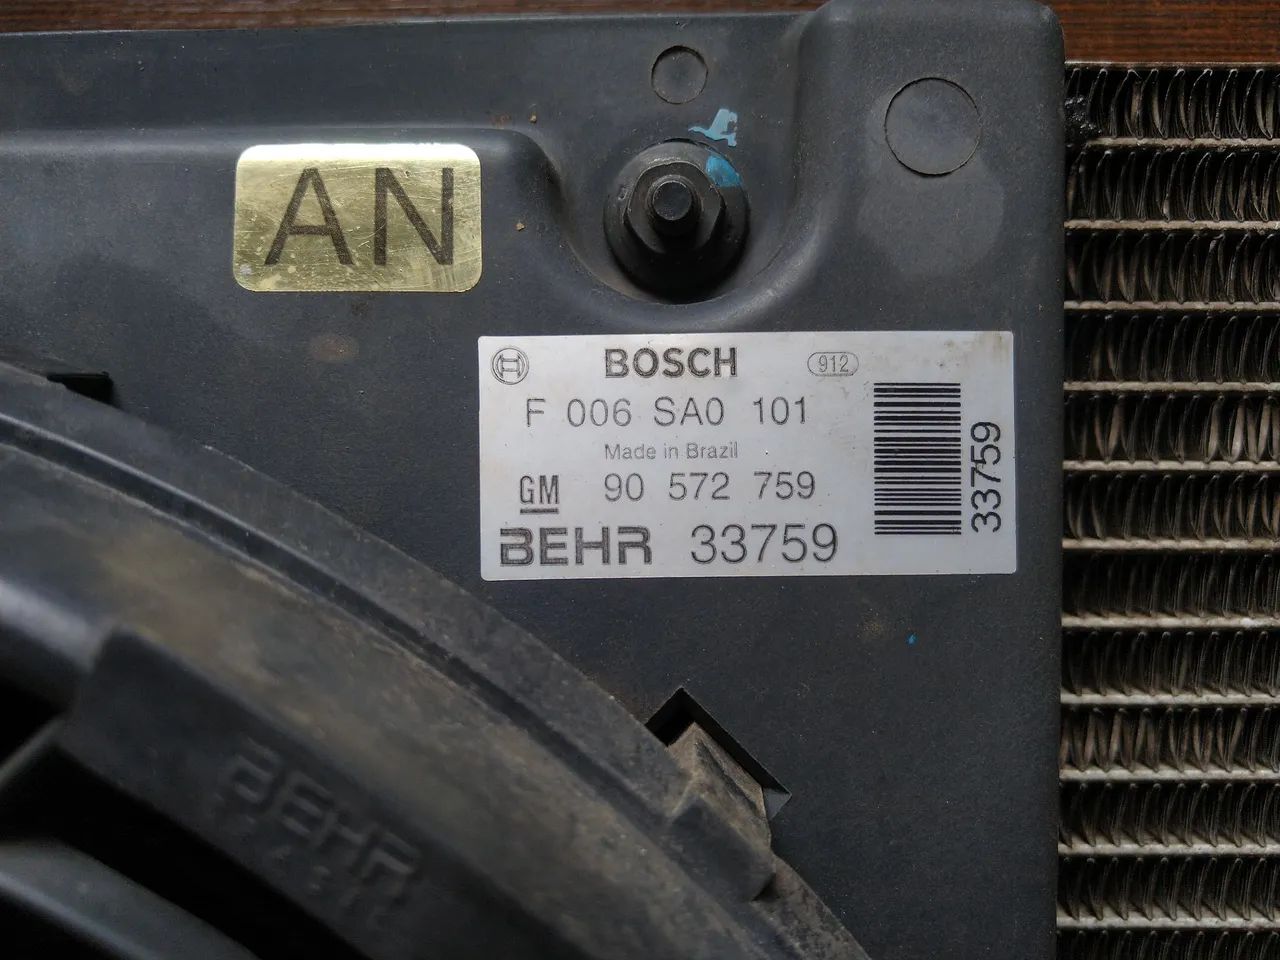 AN
BOSCH 912
F 006 SA0 101
Made in Brazil
GM 90 572 759
BEHR 33759
33759
BEHR